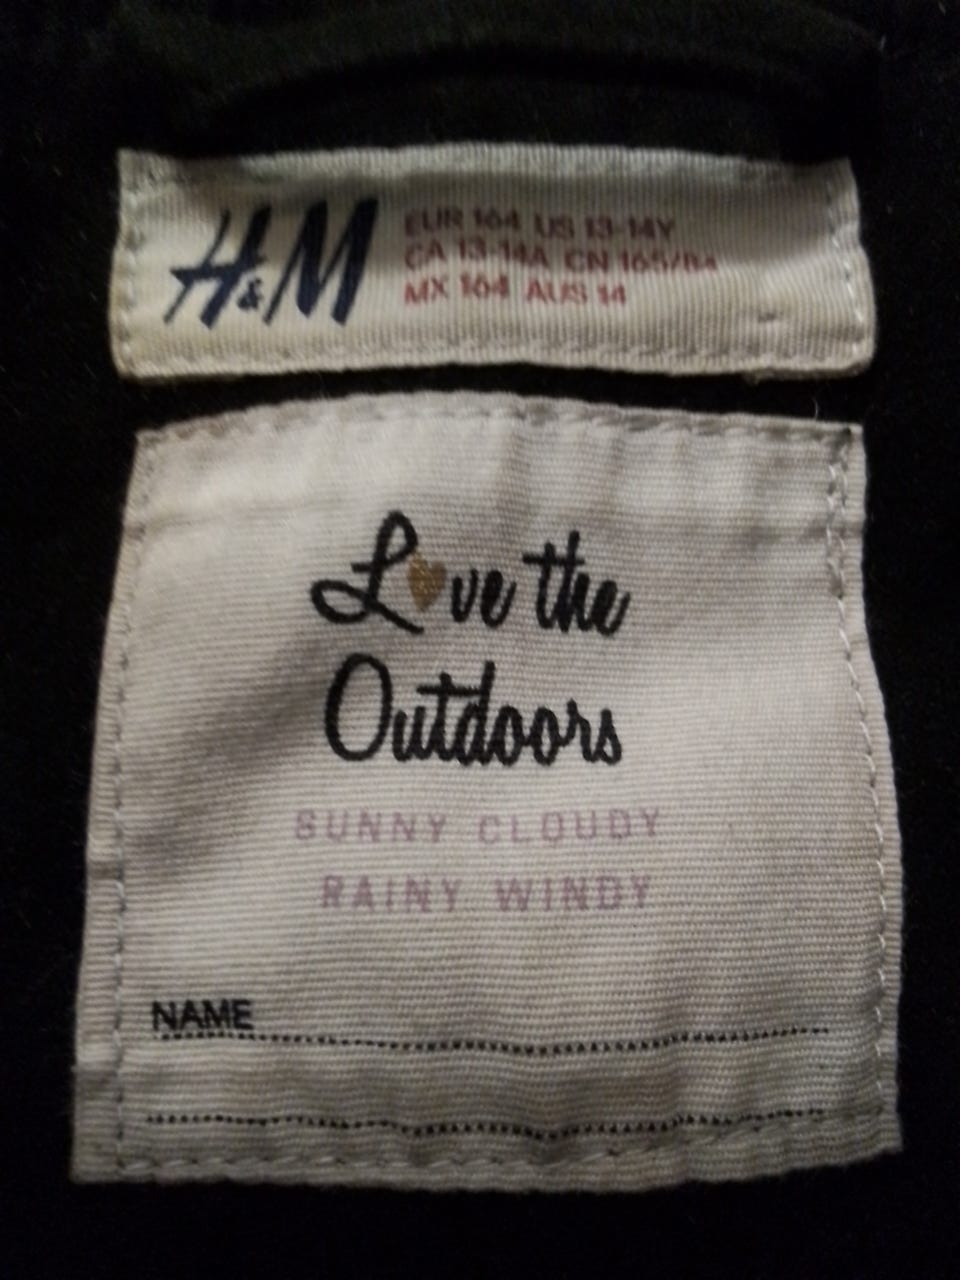 H&M
EUR 164 US 13-14Y
CA 13-14A CN 165/84
MX 164 AUS 14
Love the
Outdoors
SUNNY CLOUDY
RAINY WINDY
NAME